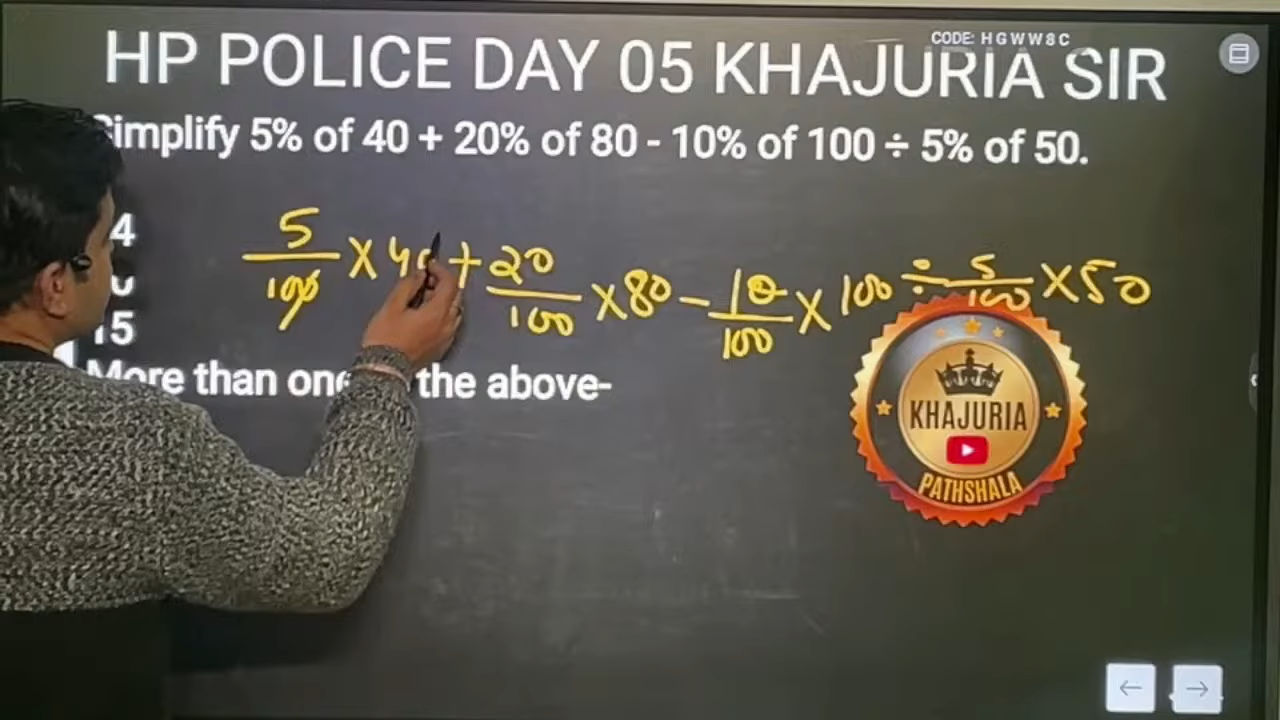 CODE: HGWW8C
HP POLICE DAY 05 KHAJURIA SIR
Simplify 5% of 40 + 20% of 80 - 10% of 100 ÷ 5% of 50.
4
5/100 × 40 + 20/100 × 80 - 10/100 × 100 ÷ 5/100 × 50
15
More than one the above-
KHAJURIA
PATHSHALA